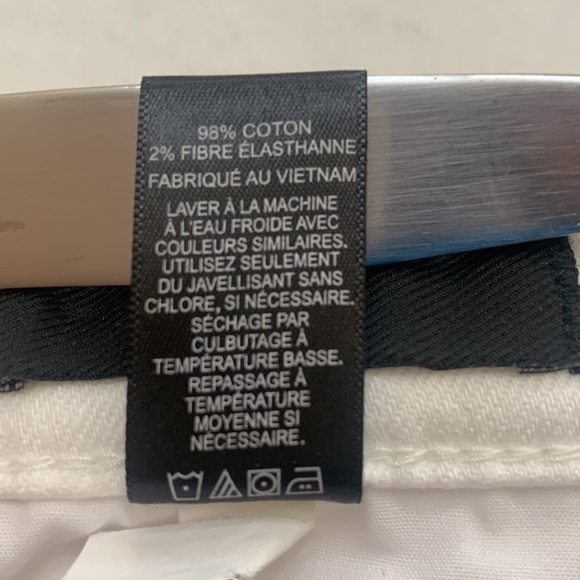 98% COTON
2% FIBRE ÉLASTHANNE
FABRIQUÉ AU VIETNAM
LAVER À LA MACHINE
À L'EAU FROIDE AVEC
COULEURS SIMILAIRES.
UTILISEZ SEULEMENT
DU JAVELLISANT SANS
CHLORE, SI NÉCESSAIRE.
SÉCHAGE PAR
CULBUTAGE À
TEMPÉRATURE BASSE.
REPASSAGE À
TEMPÉRATURE
MOYENNE SI
NÉCESSAIRE.